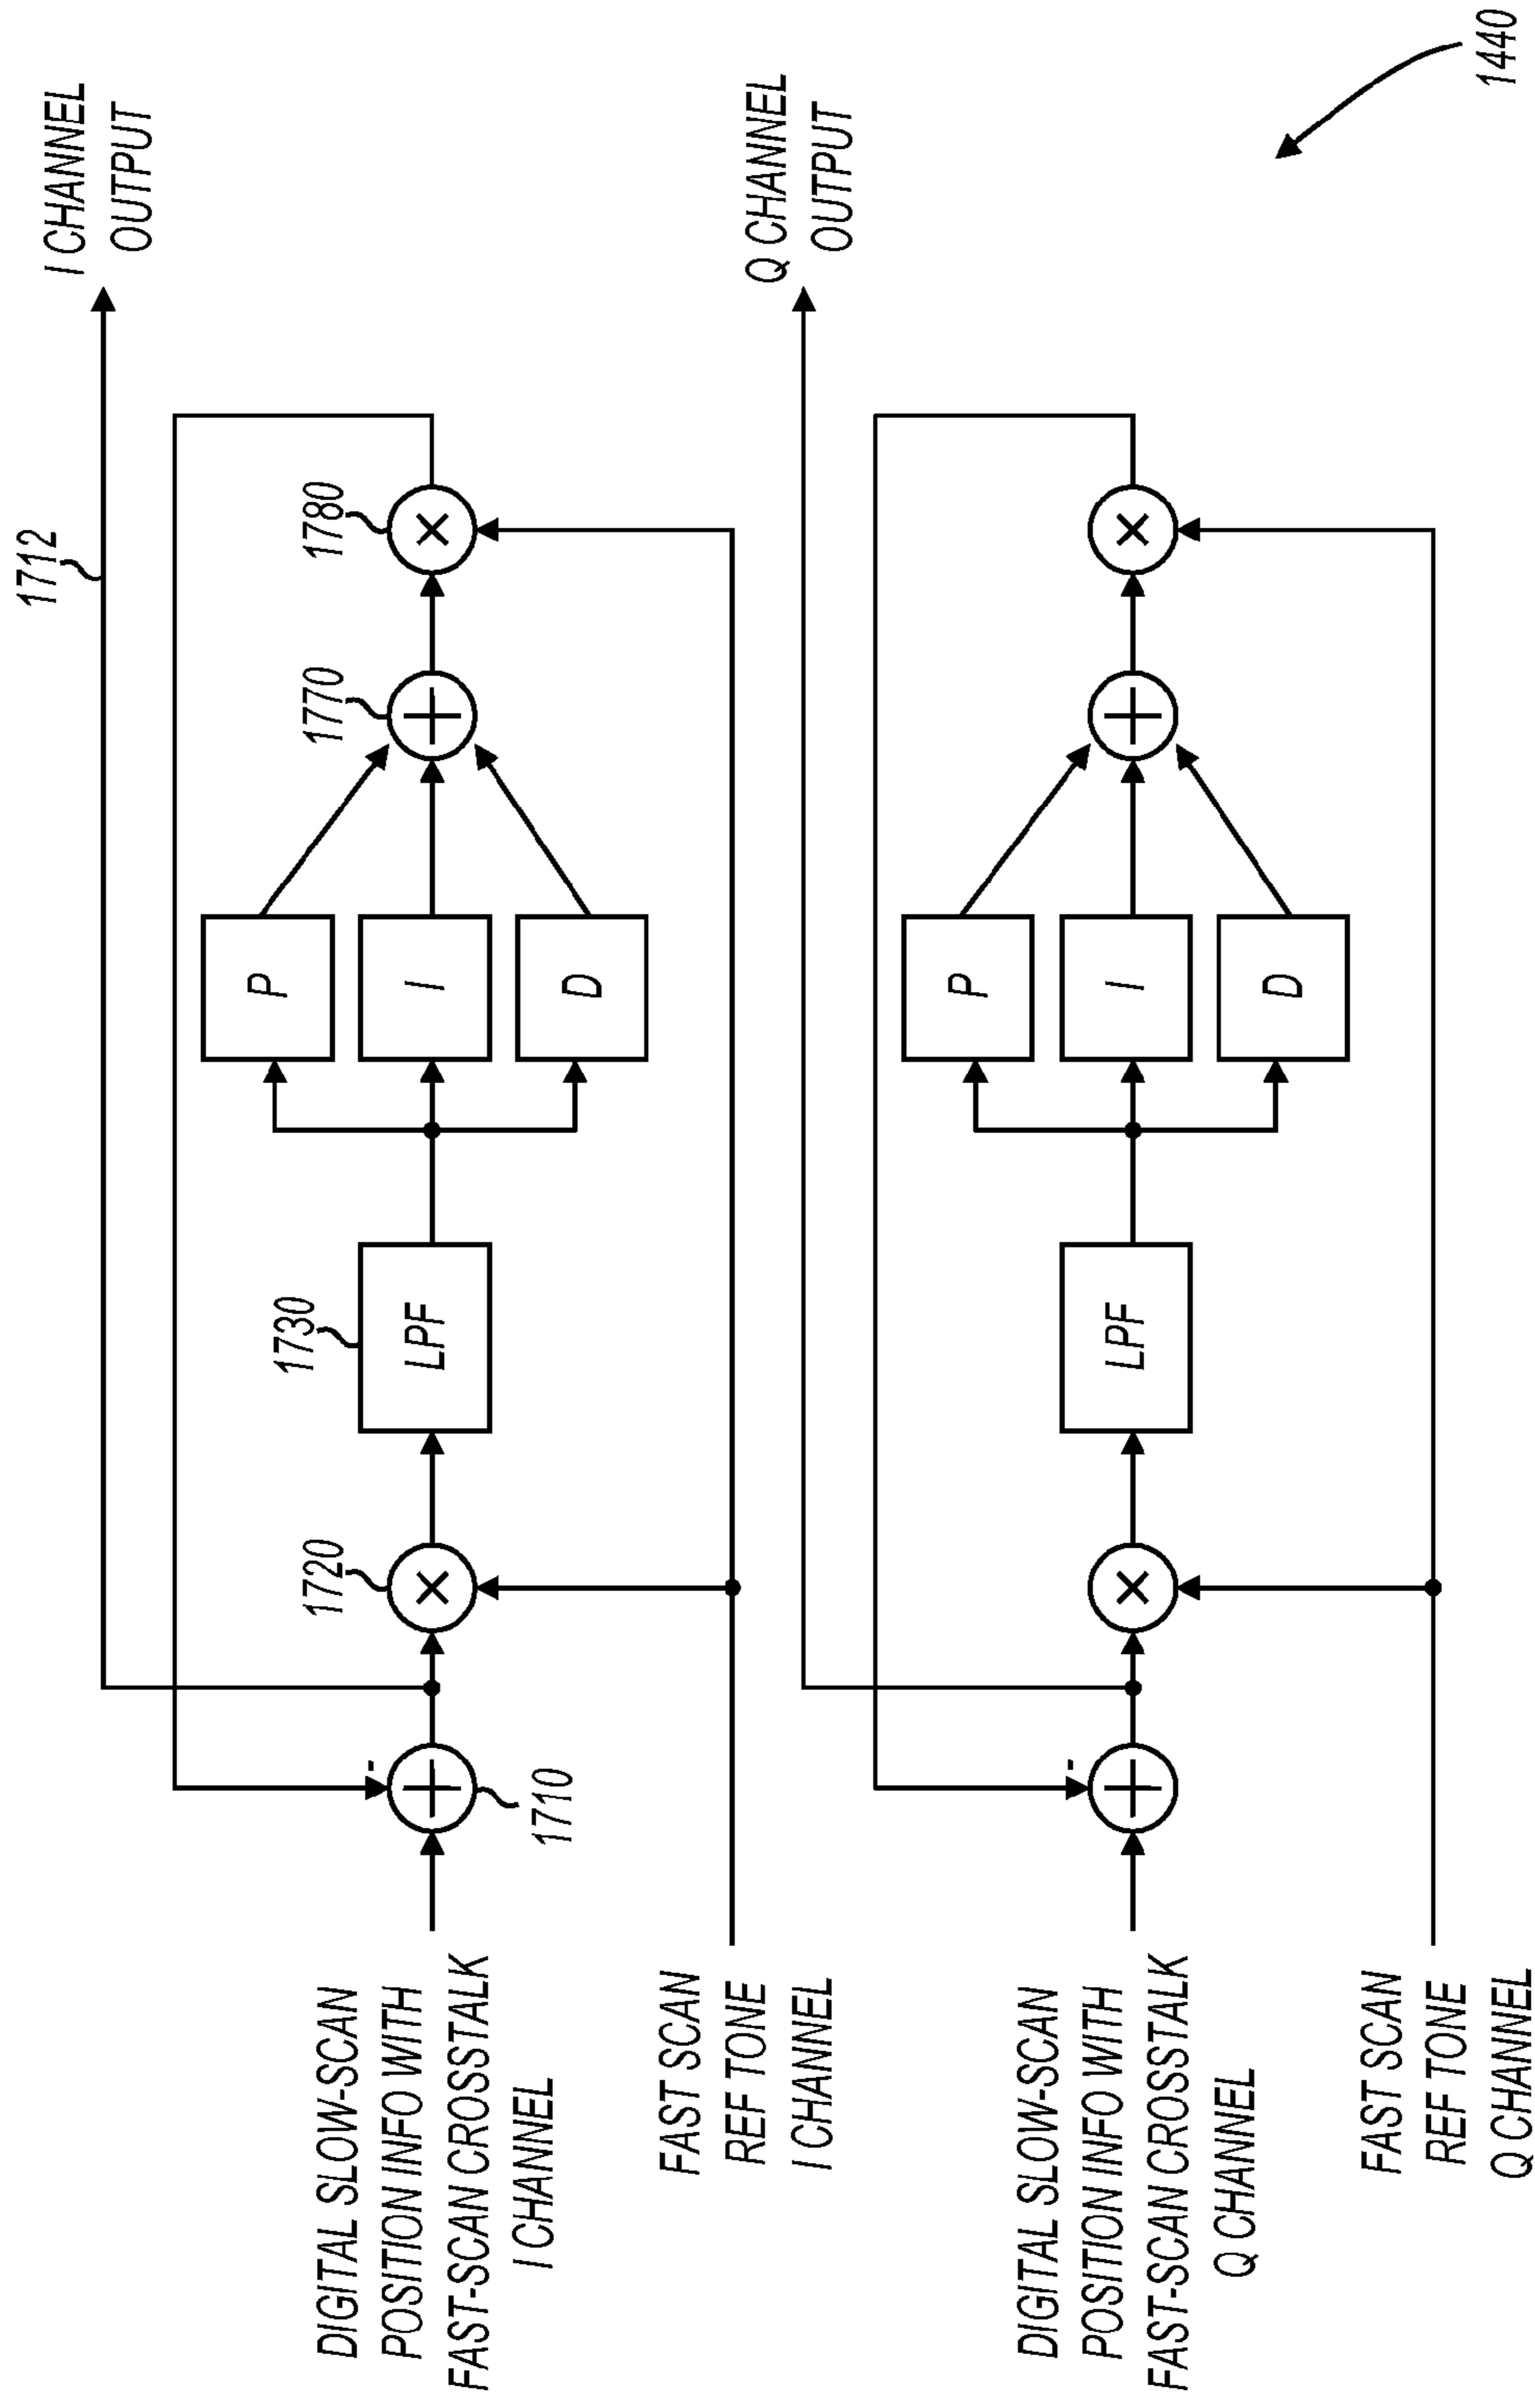 1712
I CHANNEL
OUTPUT
DIGITAL SLOW-SCAN
POSITION INFO WITH
FAST-SCAN CROSSTALK
I CHANNEL
-
1710
1720
1730
LPF
P
I
D
1770
1780
FAST SCAN
REF TONE
I CHANNEL
Q CHANNEL
OUTPUT
DIGITAL SLOW-SCAN
POSITION INFO WITH
FAST-SCAN CROSSTALK
Q CHANNEL
-
LPF
P
I
D
FAST SCAN
REF TONE
Q CHANNEL
1440